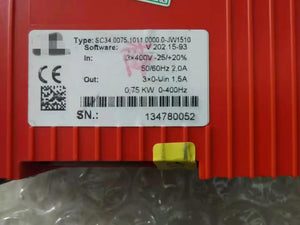 Type: SC34.0075.1011.0000.0-JW1510
Software: V 202.15-93
In: 3×400V -25/+20%
50/60Hz 2.0A
Out: 3×0-Uin 1,5A
0,75 KW 0-400Hz
CE
SN.: 134780052